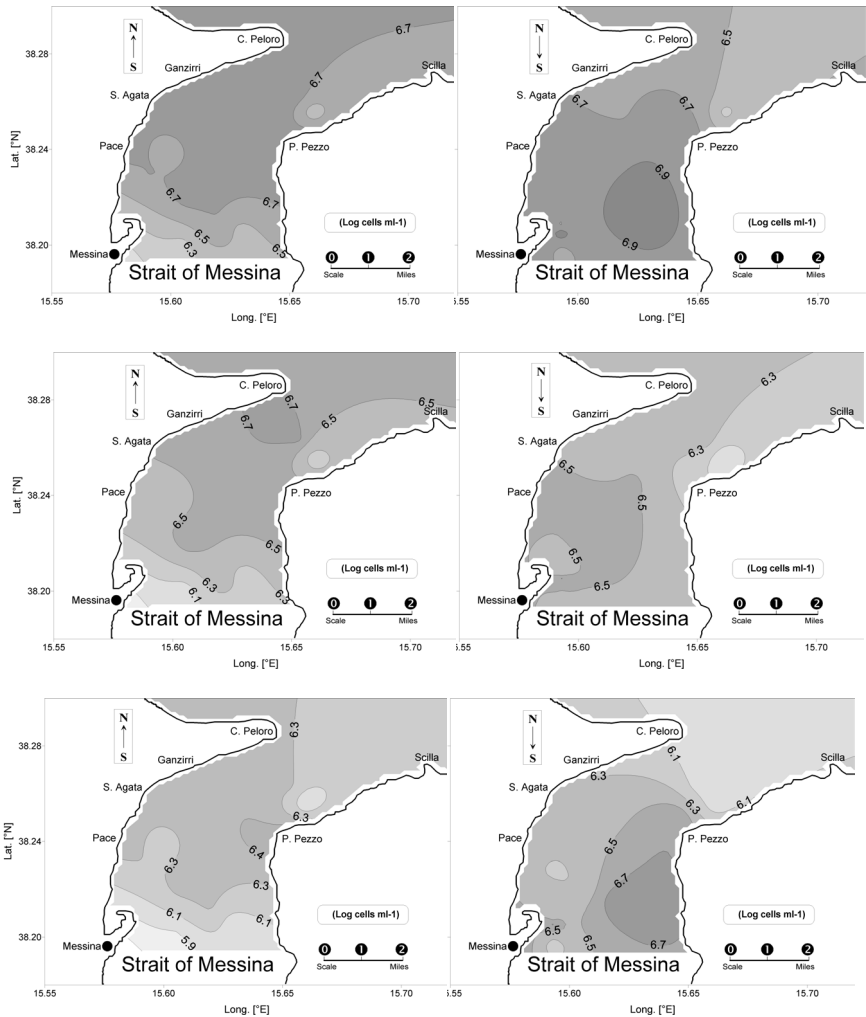 38.28
38.24
38.20
Lat. [°N]
N
S
C. Peloro
Ganzirri
S. Agata
Pace
Messina
Scilla
P. Pezzo
6.7
6.7
6.7
6.7
6.5
6.5
6.3
(Log cells ml-1)
0 1 2
Scale Miles
Strait of Messina
15.55 15.60 15.65 15.70
Long. [°E]
N
S
C. Peloro
Ganzirri
S. Agata
Pace
Messina
Scilla
P. Pezzo
6.5
6.7
6.7
6.9
6.9
(Log cells ml-1)
0 1 2
Scale Miles
Strait of Messina
15.55 15.60 15.65 15.70
Long. [°E]
38.28
38.24
38.20
Lat. [°N]
N
S
C. Peloro
Ganzirri
S. Agata
Pace
Messina
Scilla
P. Pezzo
6.7
6.7
6.5
6.5
6.5
6.5
6.3
6.3
6.1
(Log cells ml-1)
0 1 2
Scale Miles
Strait of Messina
15.55 15.60 15.65 15.70
Long. [°E]
N
S
C. Peloro
Ganzirri
S. Agata
Pace
Messina
Scilla
P. Pezzo
6.3
6.3
6.5
6.5
6.5
6.5
(Log cells ml-1)
0 1 2
Scale Miles
Strait of Messina
15.55 15.60 15.65 15.70
Long. [°E]
38.28
38.24
38.20
Lat. [°N]
N
S
C. Peloro
Ganzirri
S. Agata
Pace
Messina
Scilla
P. Pezzo
6.3
6.3
6.4
6.3
6.3
6.1
6.1
5.9
(Log cells ml-1)
0 1 2
Scale Miles
Strait of Messina
15.55 15.60 15.65 15.70
Long. [°E]
N
S
C. Peloro
Ganzirri
S. Agata
Pace
Messina
Scilla
P. Pezzo
6.1
6.1
6.3
6.3
6.5
6.7
6.5
6.5
6.7
(Log cells ml-1)
0 1 2
Scale Miles
Strait of Messina
15.55 15.60 15.65 15.70
Long. [°E]